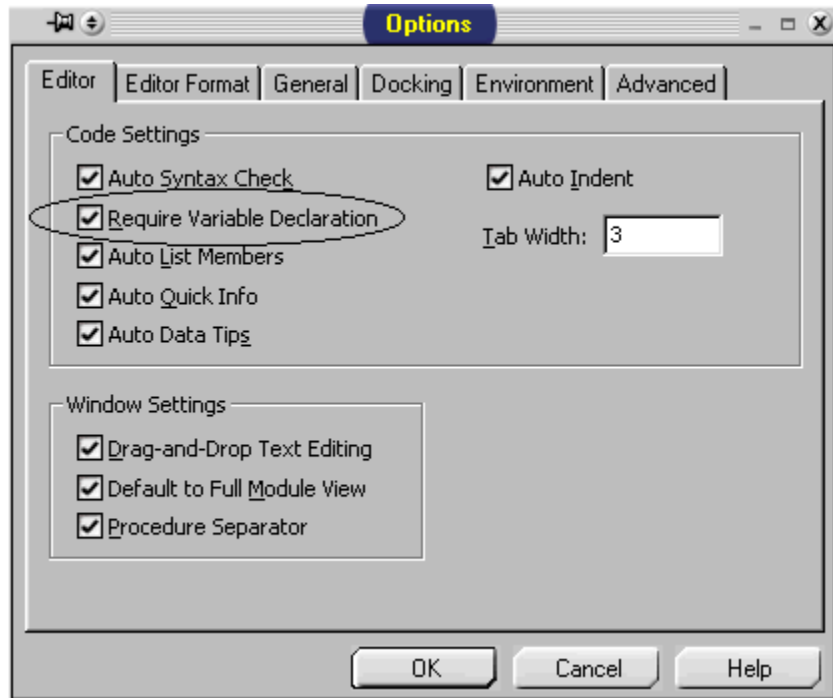 Options
Editor Editor Format General Docking Environment Advanced
Code Settings
Auto Syntax Check
Auto Indent
Require Variable Declaration
Tab Width: 3
Auto List Members
Auto Quick Info
Auto Data Tips
Window Settings
Drag-and-Drop Text Editing
Default to Full Module View
Procedure Separator
OK Cancel Help